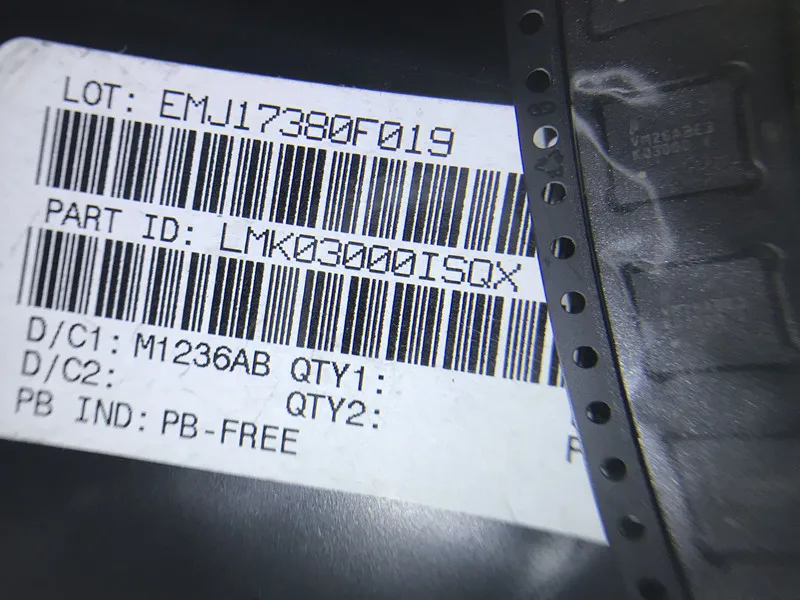 LOT: EMJ17380F019
PART ID: LMK03000ISQX
D/C1: M1236AB QTY1:
D/C2: QTY2:
PB IND: PB-FREE